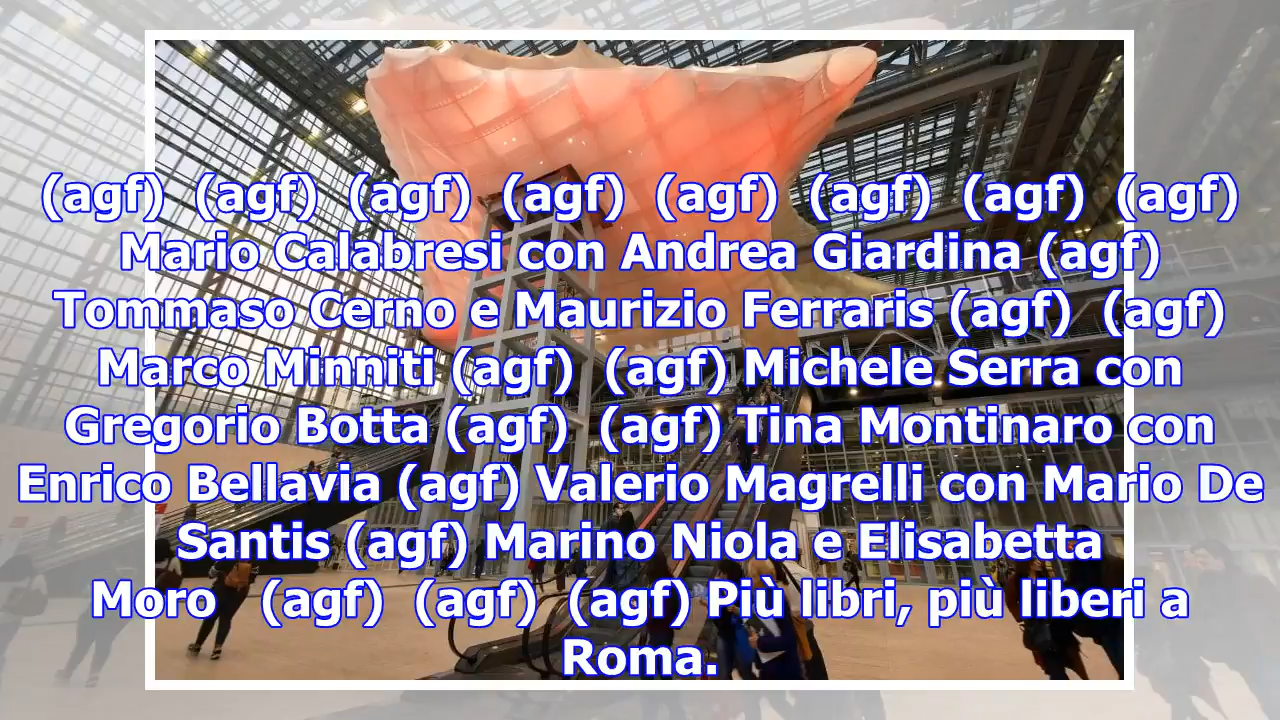 (agf)  (agf)  (agf)  (agf)  (agf)  (agf)  (agf)  (agf)
Mario Calabresi con Andrea Giardina (agf)
Tommaso Cerno e Maurizio Ferraris (agf)  (agf)
Marco Minniti (agf)  (agf) Michele Serra con
Gregorio Botta (agf)  (agf) Tina Montinaro con
Enrico Bellavia (agf) Valerio Magrelli con Mario De
Santis (agf) Marino Niola e Elisabetta
Moro   (agf)  (agf)  (agf) Più libri, più liberi a
Roma.